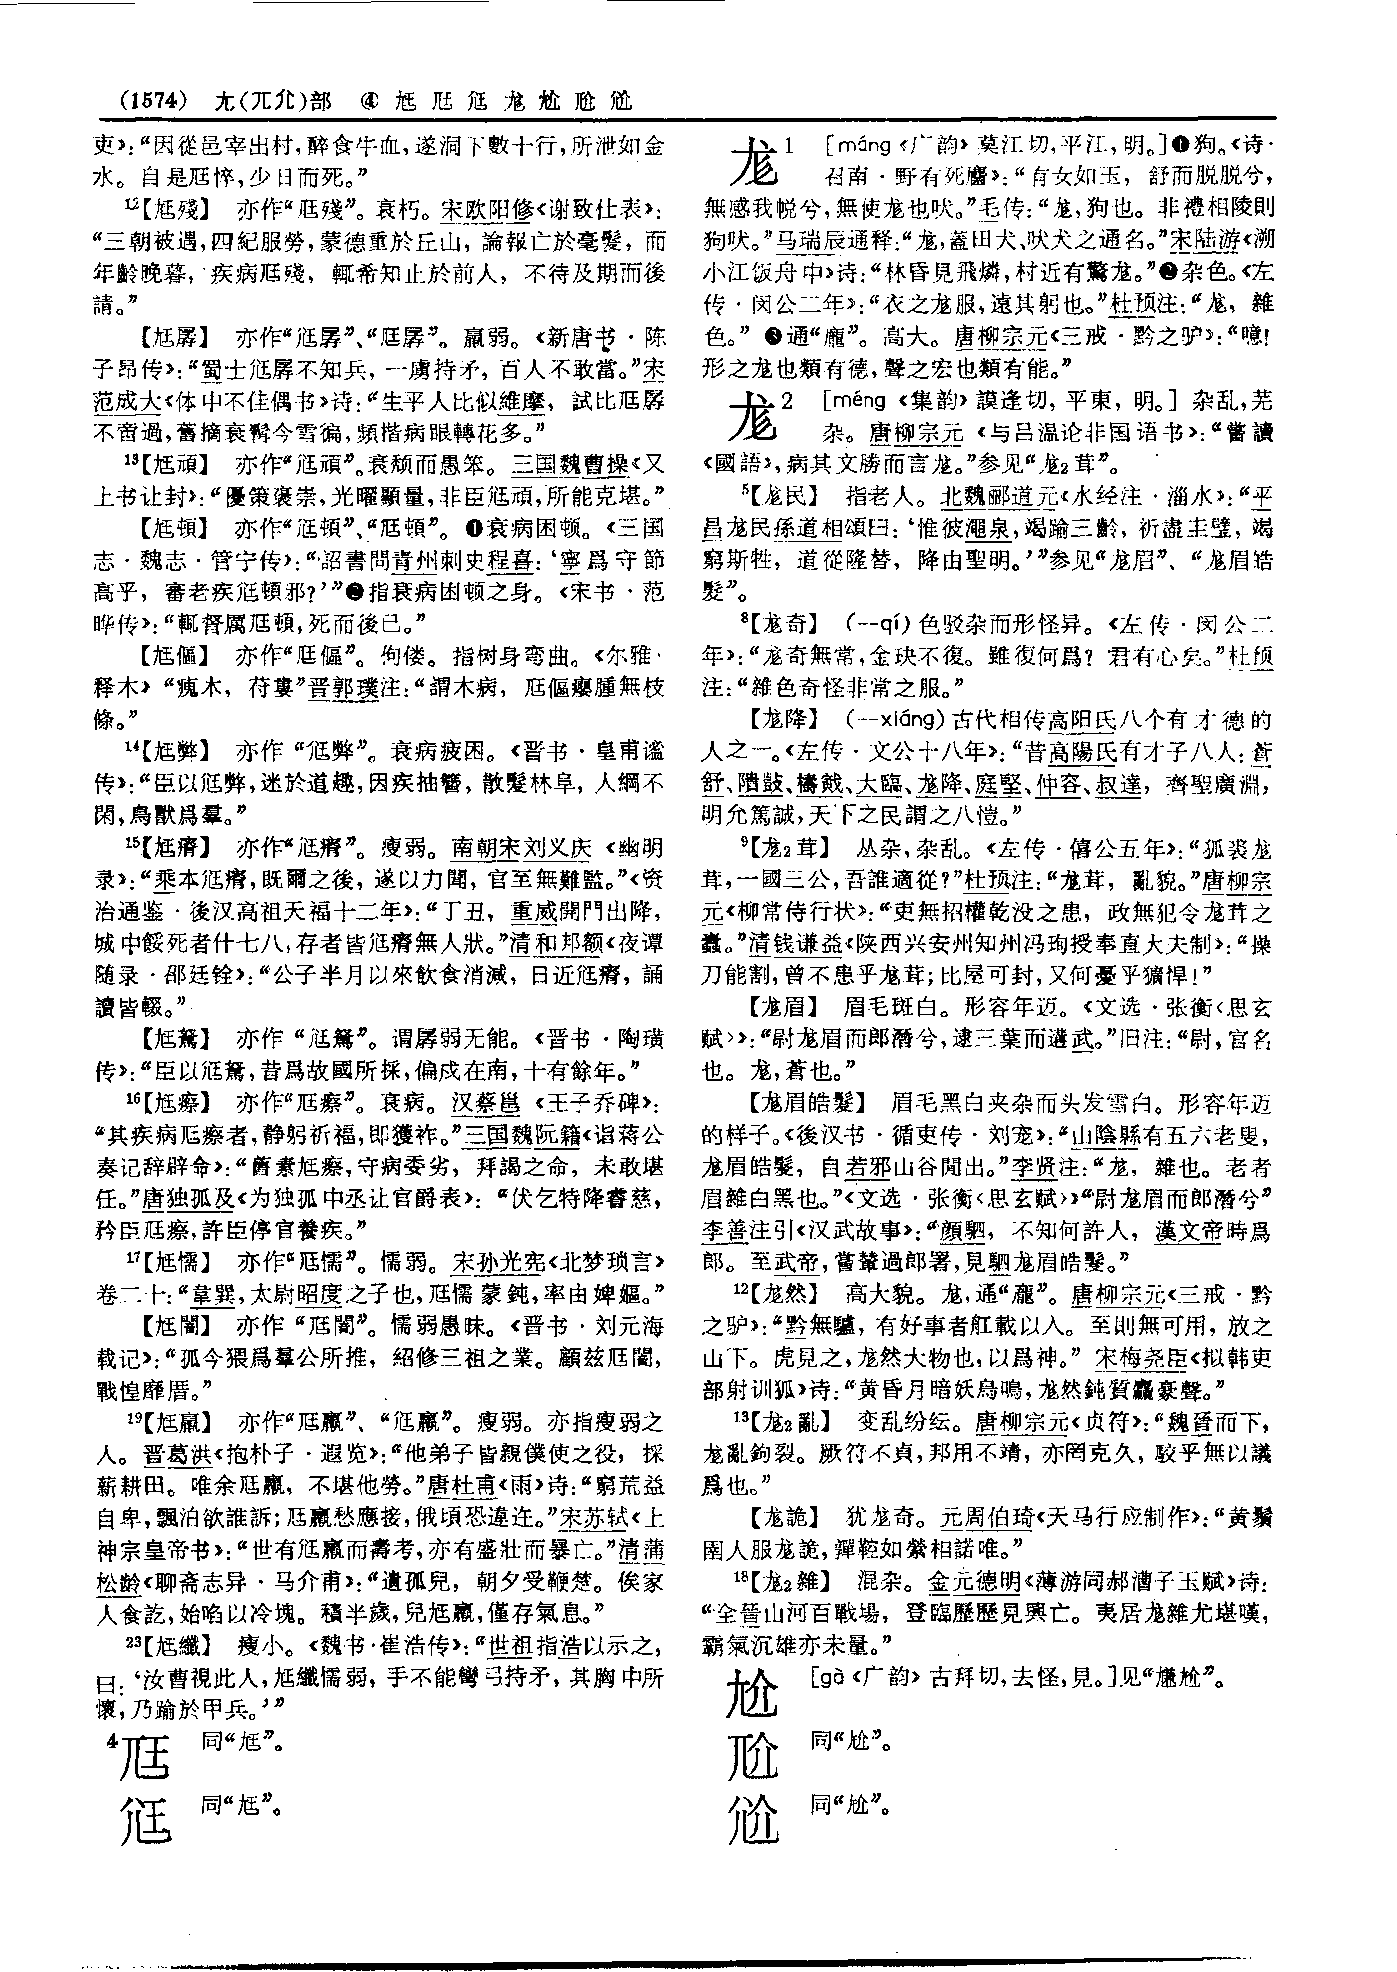 (1574) 尢(兀尣)部 ④ 尪 尫 尩 尨 尬 尬
吏》：“因從邑宰出村，醉食牛血，遂洞下數十行，所泄如金
水。自是尫悴，少日而死。”
12【尪殘】 亦作“尫殘”。衰朽。宋欧阳修《谢致仕表》：
“三朝被遇，四紀服勞，蒙德重於丘山，論報亡於毫髮，而
年齡晚暮，疾病尫殘，輒希知止於前人，不待及期而後
請。”
【尪孱】 亦作“尩孱”、“尫孱”。羸弱。《新唐书·陈
子昂传》：“蜀士尩孱不知兵，一虜持矛，百人不敢當。”宋
范成大《体中不佳偶书》诗：“生平人比似維摩，試比尫孱
不啻過，舊摘衰髯今雪徧，頻揩病眼轉花多。”
13【尪頑】 亦作“尩頑”。衰颓而愚笨。三国魏曹操《又
上书让封》：“優策褒崇，光曜顯量，非臣尩頑，所能克堪。”
【尪頓】 亦作“尩頓”、“尫頓”。❶衰病困顿。《三国
志·魏志·管宁传》：“詔書問青州刺史程喜：‘寧爲守節
高乎，審老疾尩頓邪？’”❷指衰病困顿之身。《宋书·范
晔传》：“輒督厲尫頓，死而後已。”
【尪傴】 亦作“尫傴”。佝偻。指树身弯曲。《尔雅·
释木》“瘣木，苻婁”晋郭璞注：“謂木病，尫傴癭腫無枝
條。”
14【尪弊】 亦作“尩弊”。衰病疲困。《晋书·皇甫谧
传》：“臣以尩弊，迷於道趣，因疾抽簪，散髮林阜，人綱不
閑，鳥獸爲羣。”
15【尪瘠】 亦作“尩瘠”。瘦弱。南朝宋刘义庆《幽明
录》：“乘本尩瘠，既爾之後，遂以力聞，官至無難監。”《资
治通鉴·後汉高祖天福十二年》：“丁丑，重威開門出降，
城中餒死者什七八，存者皆尩瘠無人狀。”清和邦额《夜谭
随录·邵廷铨》：“公子半月以來飲食消減，日近尩瘠，誦
讀皆輟。”
【尪駑】 亦作“尩駑”。谓孱弱无能。《晋书·陶璜
传》：“臣以尩駑，昔爲故國所採，偏戍在南，十有餘年。”
16【尪瘵】 亦作“尫瘵”。衰病。汉蔡邕《王子乔碑》：
“其疾病尫瘵者，静躬祈福，即獲祚。”三国魏阮籍《诣蒋公
奏记辞辟命》：“舊素尪瘵，守病委劣，拜謁之命，未敢堪
任。”唐独孤及《为独孤中丞让官爵表》：“伏乞特降睿慈，
矜臣尫瘵，許臣停官養疾。”
17【尪懦】 亦作“尫懦”。懦弱。宋孙光宪《北梦琐言》
卷二十：“韋巽，太尉昭度之子也，尫懦蒙鈍，率由婢嫗。”
【尪闇】 亦作“尫闇”。懦弱愚昧。《晋书·刘元海
载记》：“孤今猥爲羣公所推，紹修三祖之業。顧兹尫闇，
戰惶靡厝。”
19【尪羸】 亦作“尫羸”、“尩羸”。瘦弱。亦指瘦弱之
人。晋葛洪《抱朴子·遐览》：“他弟子皆親僕使之役，採
薪耕田。唯余尫羸，不堪他勞。”唐杜甫《雨》诗：“窮荒益
自卑，飄泊欲誰訴；尫羸愁應接，俄頃恐違迕。”宋苏轼《上
神宗皇帝书》：“世有尩羸而壽考，亦有盛壯而暴亡。”清蒲
松龄《聊斋志异·马介甫》：“遺孤兒，朝夕受鞭楚。俟家
人食訖，始啗以冷塊。積半歲，兒尪羸，僅存氣息。”
23【尪纖】 瘦小。《魏书·崔浩传》：“世祖指浩以示之，
曰：‘汝曹視此人，尪纖懦弱，手不能彎弓持矛，其胸中所
懷，乃踰於甲兵。’”
4尫 同“尪”。
尩 同“尪”。
尨1 [máng《广韵》莫江切，平江，明。]❶狗。《诗·
召南·野有死麕》：“有女如玉，舒而脱脱兮，
無感我帨兮，無使尨也吠。”毛传：“尨，狗也。非禮相陵則
狗吠。”马瑞辰通释：“尨，蓋田犬、吠犬之通名。”宋陆游《溯
小江饭舟中》诗：“林昏見飛燐，村近有驚尨。”❷杂色。《左
传·闵公二年》：“衣之尨服，遠其躬也。”杜预注：“尨，雜
色。”❸通“龐”。高大。唐柳宗元《三戒·黔之驴》：“噫！
形之尨也類有德，聲之宏也類有能。”
尨2 [méng《集韵》謨逢切，平東，明。]杂乱，芜
杂。唐柳宗元《与吕温论非国语书》：“嘗讀
《國語》，病其文勝而言尨。”参见“尨2茸”。
5【尨民】 指老人。北魏郦道元《水经注·淄水》：“平
昌尨民孫道相頌曰：‘惟彼澠泉，竭踰三齡，祈盡圭璧，竭
窮斯牲，道從隆替，降由聖明。’”参见“尨眉”、“尨眉皓
髮”。
8【尨奇】 (--qí)色驳杂而形怪异。《左传·闵公二
年》：“尨奇無常，金玦不復。雖復何爲？君有心矣。”杜预
注：“雜色奇怪非常之服。”
【尨降】 (--xiáng)古代相传高阳氏八个有才德的
人之一。《左传·文公十八年》：“昔高陽氏有才子八人：蒼
舒、隤敱、檮戭、大臨、尨降、庭堅、仲容、叔達，齊聖廣淵，
明允篤誠，天下之民謂之八愷。”
9【尨2茸】 丛杂，杂乱。《左传·僖公五年》：“狐裘尨
茸，一國三公，吾誰適從？”杜预注：“尨茸，亂貌。”唐柳宗
元《柳常侍行状》：“吏無招權乾没之患，政無犯令尨茸之
蠹。”清钱谦益《陕西兴安州知州冯珣授奉直大夫制》：“操
刀能割，曾不患乎尨茸；比屋可封，又何憂乎獷悍！”
【尨眉】 眉毛斑白。形容年迈。《文选·张衡〈思玄
赋〉》：“尉尨眉而郎潛兮，逮三葉而遘武。”旧注：“尉，官名
也。尨，蒼也。”
【尨眉皓髮】 眉毛黑白夹杂而头发雪白。形容年迈
的样子。《後汉书·循吏传·刘宠》：“山陰縣有五六老叟，
尨眉皓髮，自若邪山谷間出。”李贤注：“尨，雜也。老者
眉雜白黑也。”《文选·张衡〈思玄赋〉》“尉尨眉而郎潛兮”
李善注引《汉武故事》：“顔駟，不知何許人，漢文帝時爲
郎。至武帝，嘗輦過郎署，見駟尨眉皓髮。”
12【尨然】 高大貌。尨，通“龐”。唐柳宗元《三戒·黔
之驴》：“黔無驢，有好事者舡載以入。至則無可用，放之
山下。虎見之，尨然大物也，以爲神。”宋梅尧臣《拟韩吏
部射训狐》诗：“黄昏月暗妖鳥鳴，尨然鈍質麤豪聲。”
13【尨2亂】 变乱纷纭。唐柳宗元《贞符》：“魏晉而下，
尨亂鉤裂。厥符不貞，邦用不靖，亦罔克久，駁乎無以議
爲也。”
【尨詭】 犹尨奇。元周伯琦《天马行应制作》：“黄鬚
圉人服尨詭，嚲鞚如縈相諾唯。”
18【尨2雜】 混杂。金元德明《薄游同郝漕子玉赋》诗：
“全晉山河百戰場，登臨歷歷見興亡。夷居尨雜尤堪嘆，
霸氣沉雄亦未量。”
尬 [gà《广韵》古拜切，去怪，見。]见“尲尬”。
同“尬”。
同“尬”。